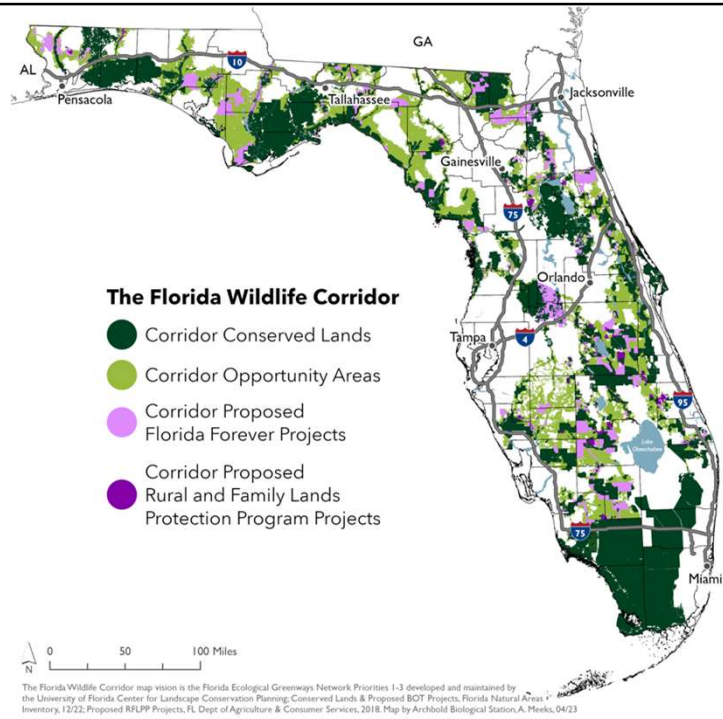 GA
AL
10
Pensacola
Tallahassee
Jacksonville
Gainesville
75
Orlando
The Florida Wildlife Corridor
Corridor Conserved Lands
Tampa
4
Corridor Opportunity Areas
95
Corridor Proposed
Florida Forever Projects
Lake
Okeechobee
Corridor Proposed
Rural and Family Lands
Protection Program Projects
75
Miami
N
0 50 100 Miles
The Florida Wildlife Corridor map vision is the Florida Ecological Greenways Network Priorities 1-3 developed and maintained by
the University of Florida Center for Landscape Conservation Planning; Conserved Lands & Proposed BOT Projects, Florida Natural Areas
Inventory, 12/22; Proposed RFLPP Projects, FL Dept of Agriculture & Consumer Services, 2018. Map by Archbold Biological Station, A. Meeks, 04/23